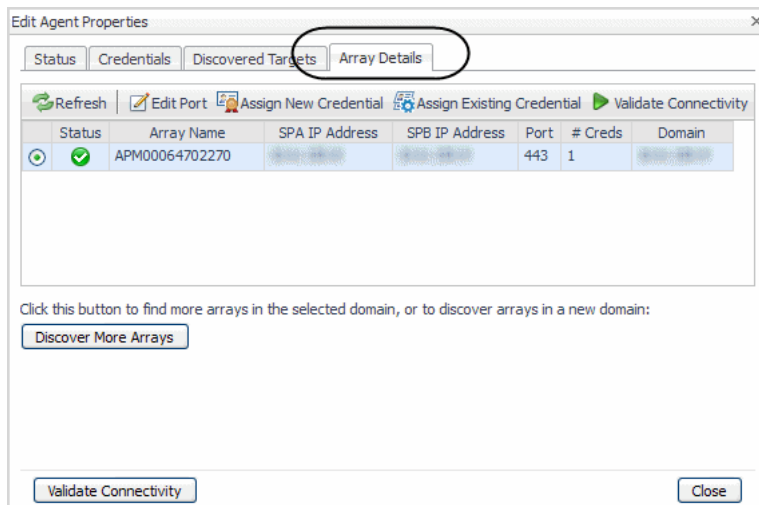 Edit Agent Properties
Status Credentials Discovered Targets Array Details
Refresh Edit Port Assign New Credential Assign Existing Credential Validate Connectivity
Status Array Name SPA IP Address SPB IP Address Port # Creds Domain
APM00064702270 443 1
Click this button to find more arrays in the selected domain, or to discover arrays in a new domain:
Discover More Arrays
Validate Connectivity Close